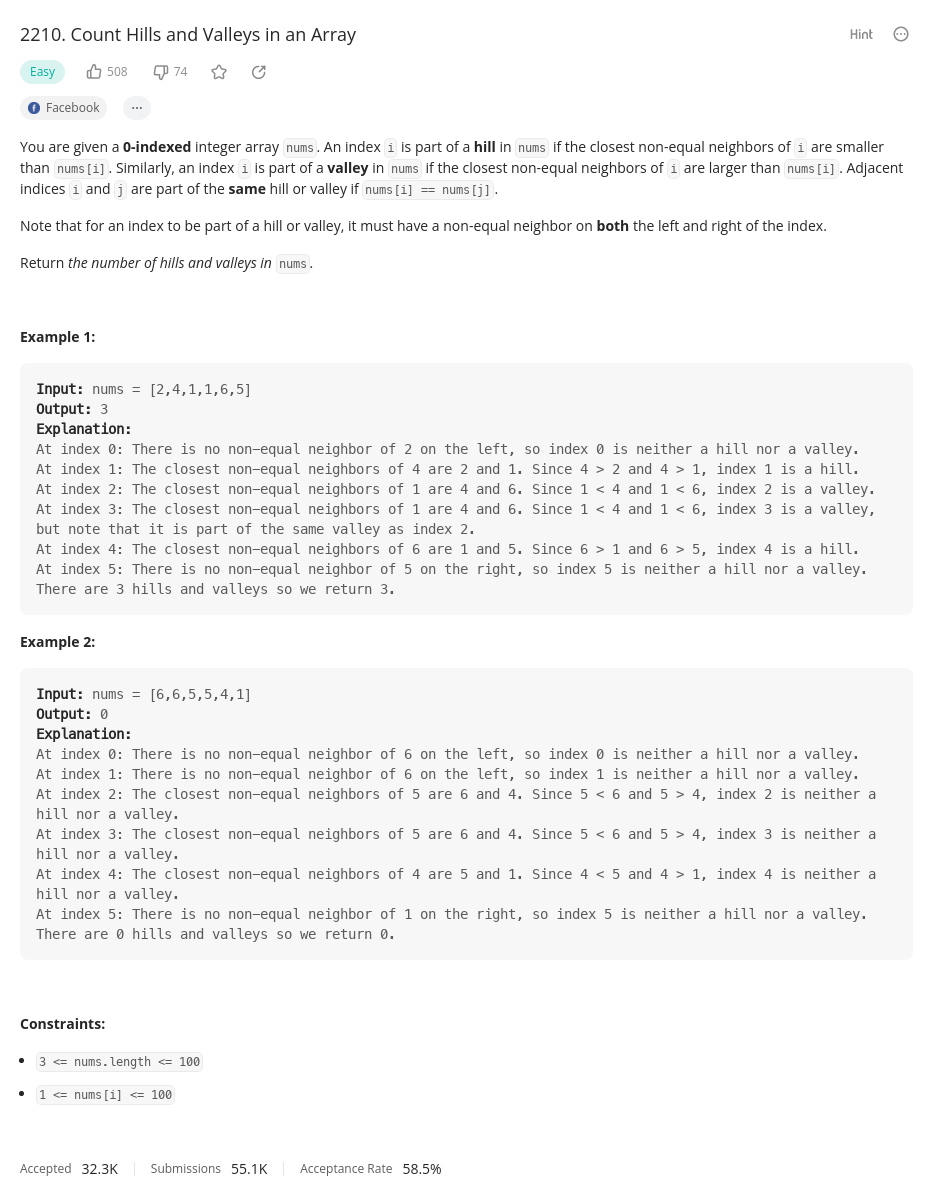 2210. Count Hills and Valleys in an Array
Hint
Easy 508 74
Facebook ...
You are given a 0-indexed integer array nums. An index i is part of a hill in nums if the closest non-equal neighbors of i are smaller
than nums[i]. Similarly, an index i is part of a valley in nums if the closest non-equal neighbors of i are larger than nums[i]. Adjacent
indices i and j are part of the same hill or valley if nums[i] == nums[j].
Note that for an index to be part of a hill or valley, it must have a non-equal neighbor on both the left and right of the index.
Return the number of hills and valleys in nums.
Example 1:
Input: nums = [2,4,1,1,6,5]
Output: 3
Explanation:
At index 0: There is no non-equal neighbor of 2 on the left, so index 0 is neither a hill nor a valley.
At index 1: The closest non-equal neighbors of 4 are 2 and 1. Since 4 > 2 and 4 > 1, index 1 is a hill.
At index 2: The closest non-equal neighbors of 1 are 4 and 6. Since 1 < 4 and 1 < 6, index 2 is a valley.
At index 3: The closest non-equal neighbors of 1 are 4 and 6. Since 1 < 4 and 1 < 6, index 3 is a valley,
but note that it is part of the same valley as index 2.
At index 4: The closest non-equal neighbors of 6 are 1 and 5. Since 6 > 1 and 6 > 5, index 4 is a hill.
At index 5: There is no non-equal neighbor of 5 on the right, so index 5 is neither a hill nor a valley.
There are 3 hills and valleys so we return 3.
Example 2:
Input: nums = [6,6,5,5,4,1]
Output: 0
Explanation:
At index 0: There is no non-equal neighbor of 6 on the left, so index 0 is neither a hill nor a valley.
At index 1: There is no non-equal neighbor of 6 on the left, so index 1 is neither a hill nor a valley.
At index 2: The closest non-equal neighbors of 5 are 6 and 4. Since 5 < 6 and 5 > 4, index 2 is neither a
hill nor a valley.
At index 3: The closest non-equal neighbors of 5 are 6 and 4. Since 5 < 6 and 5 > 4, index 3 is neither a
hill nor a valley.
At index 4: The closest non-equal neighbors of 4 are 5 and 1. Since 4 < 5 and 4 > 1, index 4 is neither a
hill nor a valley.
At index 5: There is no non-equal neighbor of 1 on the right, so index 5 is neither a hill nor a valley.
There are 0 hills and valleys so we return 0.
Constraints:
3 <= nums.length <= 100
1 <= nums[i] <= 100
Accepted 32.3K Submissions 55.1K Acceptance Rate 58.5%